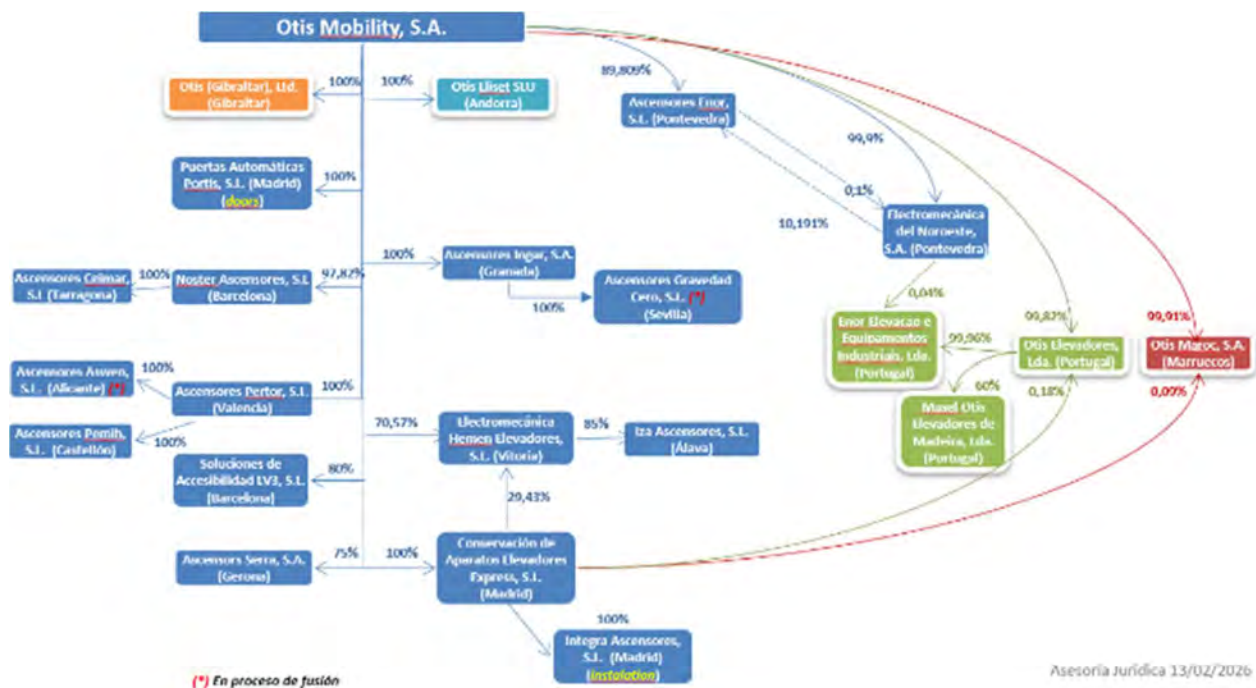 Otis Mobility, S.A.
Otis (Gibraltar), Ltd.
(Gibraltar)
100%
100%
Otis Lliset SLU
(Andorra)
89,809%
Ascensores Enor,
S.L. (Pontevedra)
99,9%
Puertas Automáticas
Portis, S.L. (Madrid)
(doors)
100%
0,1%
10,191%
Electromecánica
del Noroeste,
S.A. (Pontevedra)
Ascensores Celmar,
S.L (Tarragona)
100%
Noster Ascensores, S.L
(Barcelona)
97,82%
100%
Ascensores Ingar, S.A.
(Granada)
100%
Ascensores Gravedad
Cero, S.L. (*)
(Sevilla)
0,04%
Enor Elevacao e
Equipamentos
Industriais, Lda.
(Portugal)
99,96%
99,82%
Otis Elevadores,
Lda. (Portugal)
99,91%
Otis Maroc, S.A.
(Marruecos)
60%
0,18%
0,09%
Masel Otis
Elevadores de
Madeira, Lda.
(Portugal)
Ascensores
S.L. (Alicante) (*)
100%
Ascensores Pertor, S.L
(Valencia)
100%
Ascensores Pemih,
S.L. (Castellón)
100%
70,57%
Electromecánica
Hemen Elevadores,
S.L. (Vitoria)
85%
Iza Ascensores, S.L.
(Álava)
Soluciones de
Accesibilidad LV3, S.L.
(Barcelona)
80%
29,43%
Ascensors Serra, S.A.
(Gerona)
75%
100%
Conservación de
Aparatos Elevadores
Express, S.L.
(Madrid)
100%
Integra Ascensores,
S.L. (Madrid)
(instalation)
(*) En proceso de fusión
Asesoría Jurídica 13/02/2026